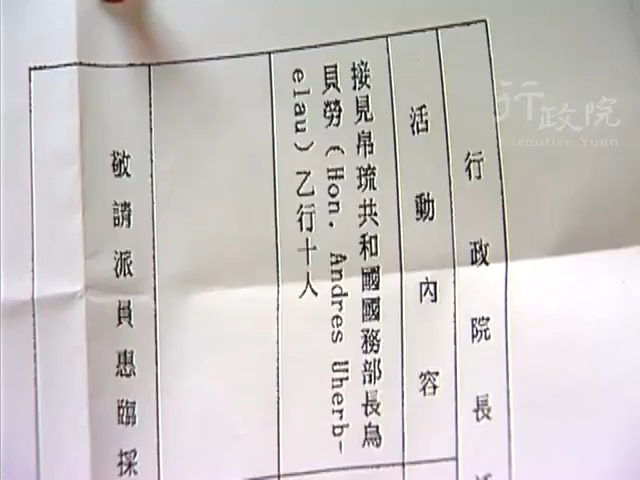 行政院長活
活動內容
接見帛琉共和國國務部長烏
貝勞（Hon. Andres Uherb-
elau）乙行十人
敬請派員惠臨採
行政院
Executive Yuan